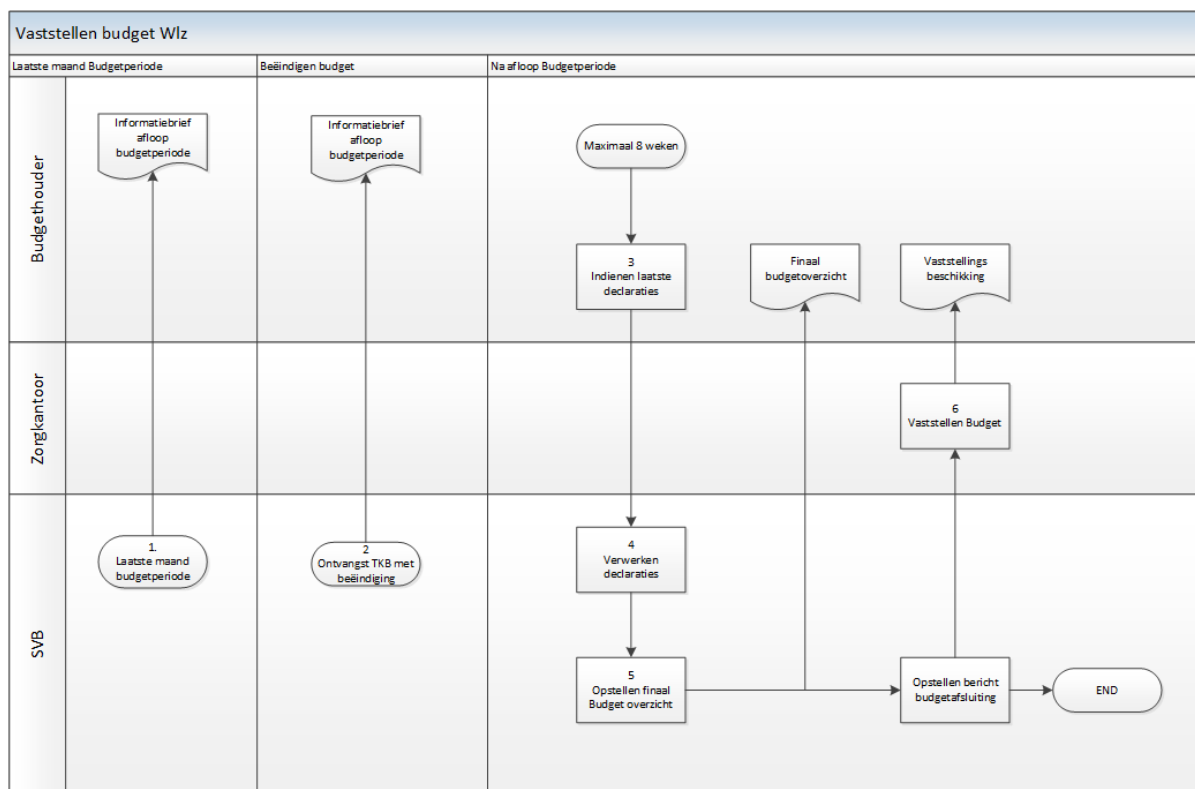 Vaststellen budget Wlz
Laatste maand Budgetperiode
Beëindigen budget
Na afloop Budgetperiode
Budgethouder
Informatiebrief
afloop
budgetperiode
Informatiebrief
afloop
budgetperiode
Maximaal 8 weken
3
Indienen laatste
declaraties
Finaal
budgetoverzicht
Vaststellings
beschikking
Zorgkantoor
6
Vaststellen Budget
SVB
1.
Laatste maand
budgetperiode
2
Ontvangst TKB met
beëindiging
4
Verwerken
declaraties
5
Opstellen finaal
Budget overzicht
Opstellen bericht
budgetafsluiting
END